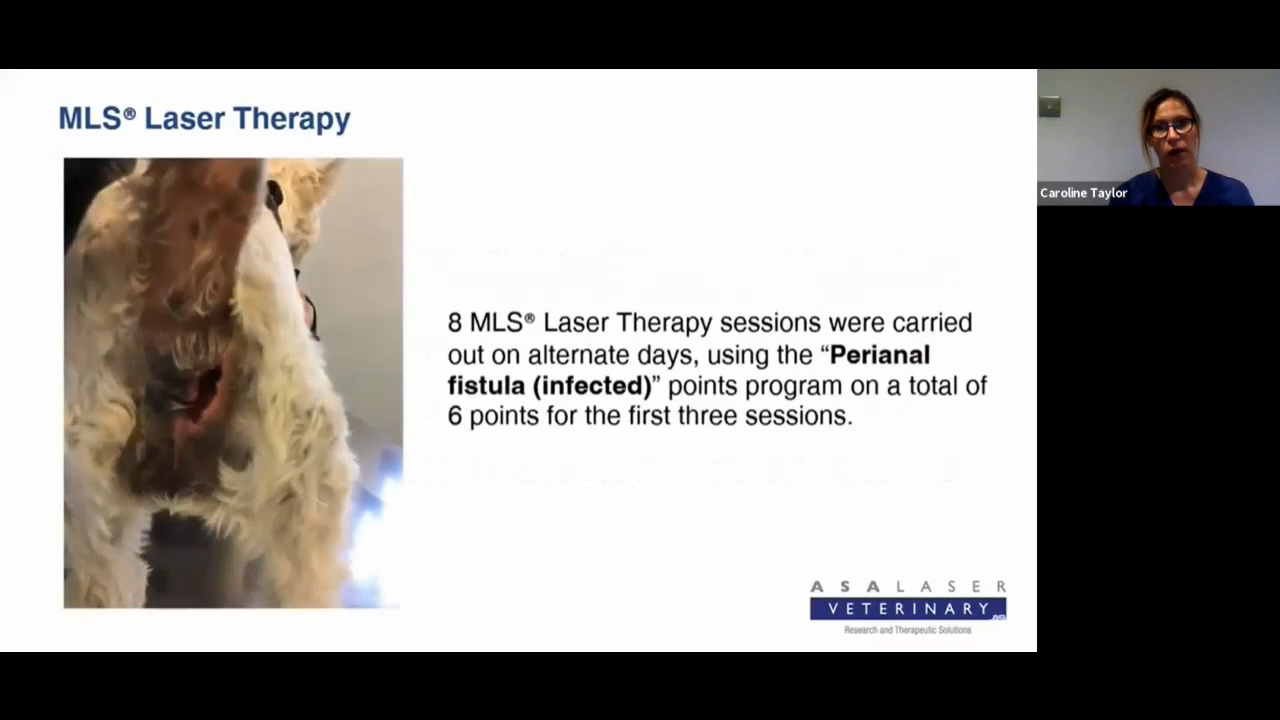 MLS® Laser Therapy
8 MLS® Laser Therapy sessions were carried
out on alternate days, using the “Perianal
fistula (infected)” points program on a total of
6 points for the first three sessions.
Caroline Taylor
ASALASER
VETERINARY
Research and Therapeutic Solutions